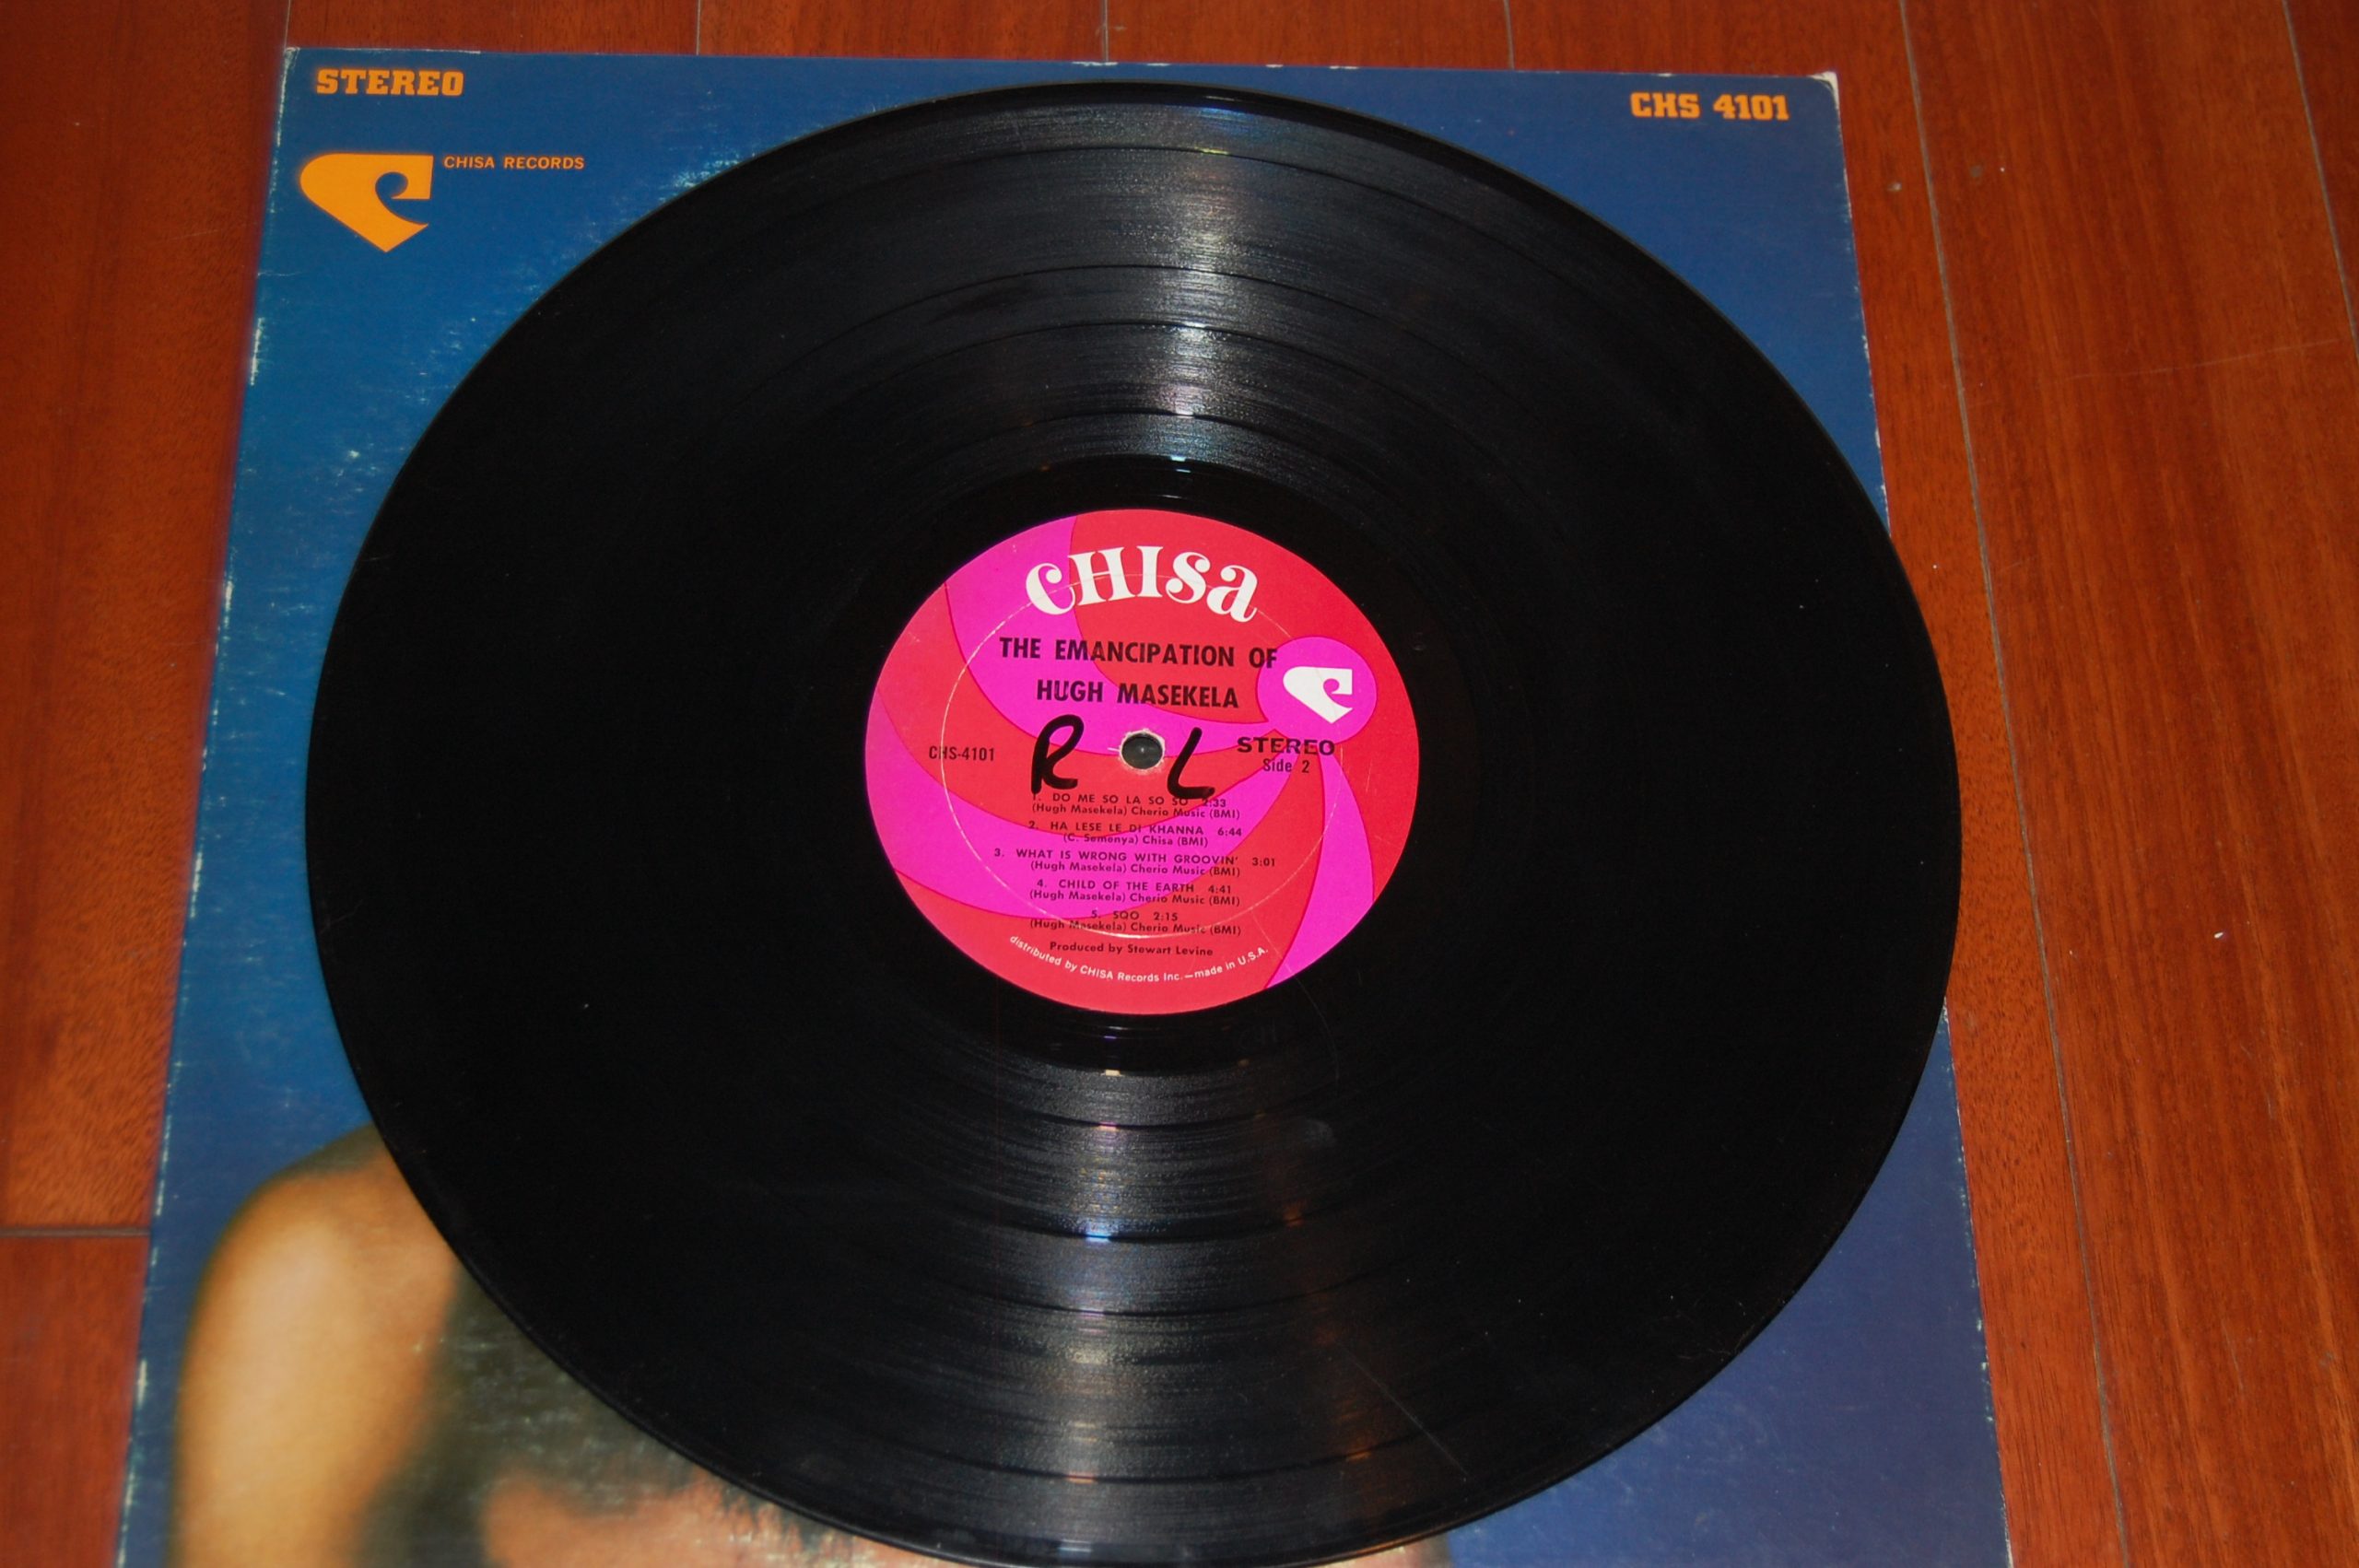 STEREO
CHS 4101
CHISA RECORDS
CHISA
THE EMANCIPATION OF
HUGH MASEKELA
R L
CHS-4101
STEREO
Side 2
1. DO ME SO LA SO SO 2:33
(Hugh Masekela) Cherio Music (BMI)
2. HA LESE LE DI KHANNA 6:44
(C. Semenya) Chisa (BMI)
3. WHAT IS WRONG WITH GROOVIN' 3:01
(Hugh Masekela) Cherio Music (BMI)
4. CHILD OF THE EARTH 4:41
(Hugh Masekela) Cherio Music (BMI)
5. SQO 2:15
(Hugh Masekela) Cherio Music (BMI)
Produced by Stewart Levine
distributed by CHISA Records Inc.—made in U.S.A.